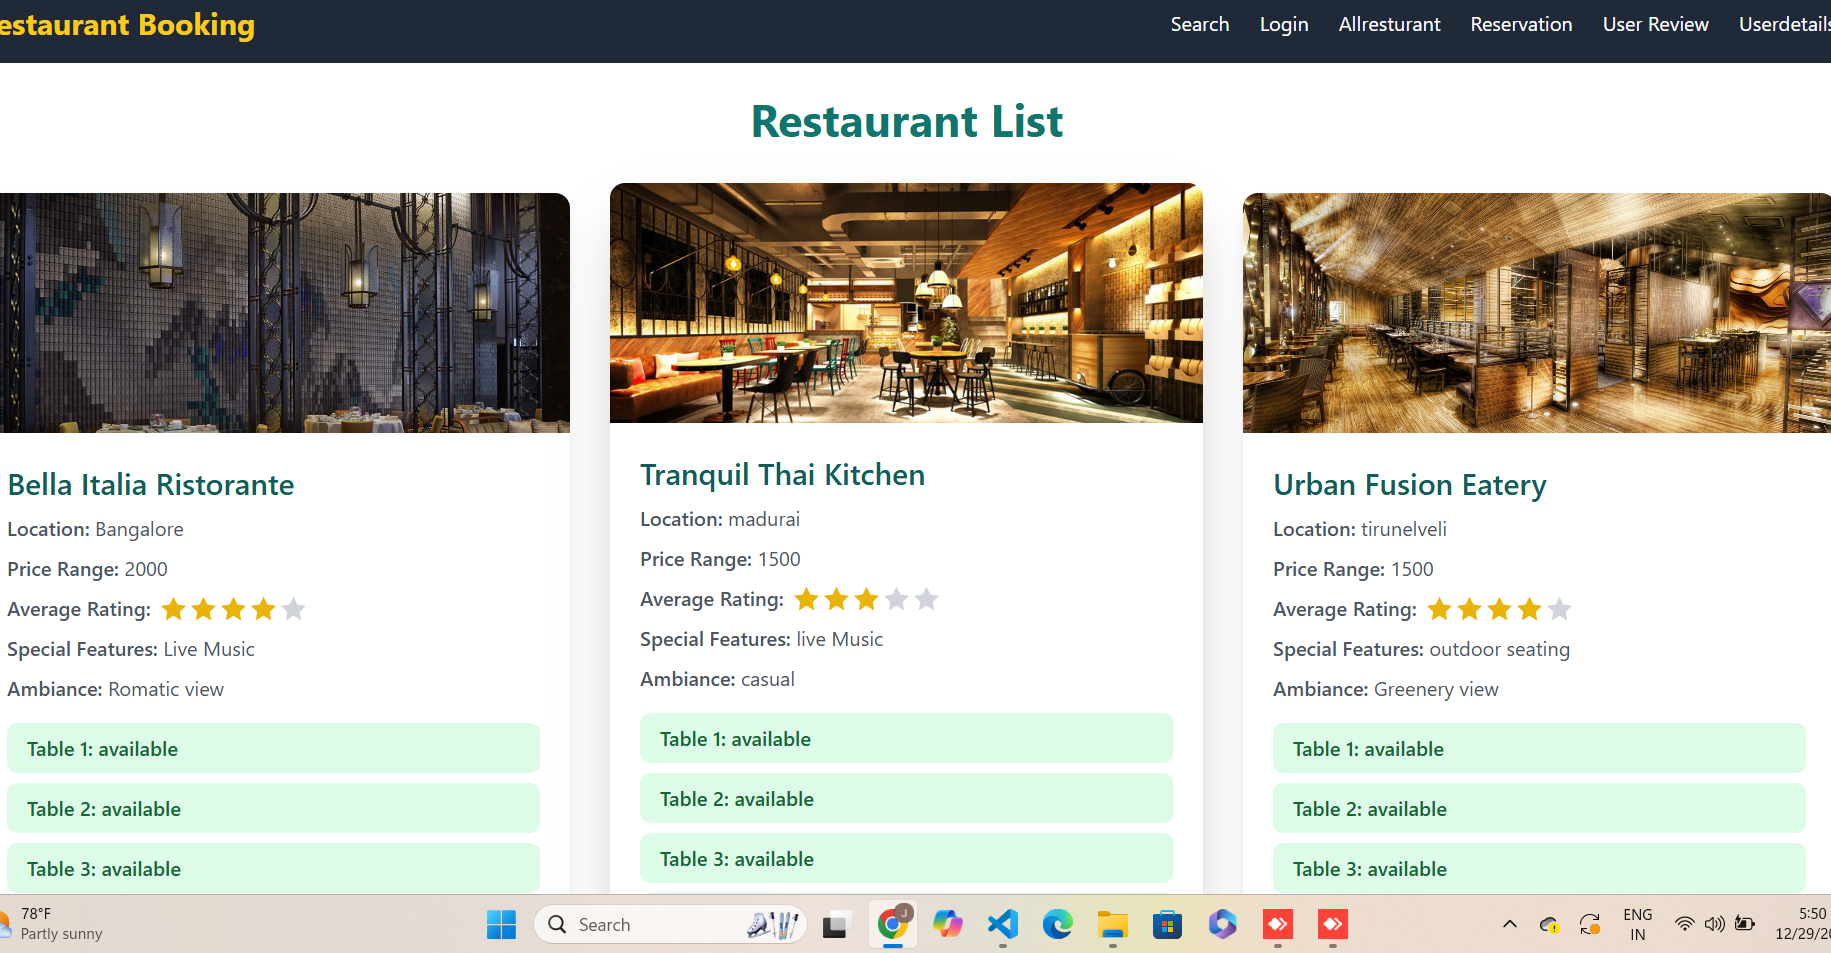 estaurant Booking
Search Login Allresturant Reservation User Review Userdetails
Restaurant List
Bella Italia Ristorante
Location: Bangalore
Price Range: 2000
Average Rating:
Special Features: Live Music
Ambiance: Romatic view
Table 1: available
Table 2: available
Table 3: available
Tranquil Thai Kitchen
Location: madurai
Price Range: 1500
Average Rating:
Special Features: live Music
Ambiance: casual
Table 1: available
Table 2: available
Table 3: available
Urban Fusion Eatery
Location: tirunelveli
Price Range: 1500
Average Rating:
Special Features: outdoor seating
Ambiance: Greenery view
Table 1: available
Table 2: available
Table 3: available
78°F
Partly sunny
Search
J
ENG
IN
5:50
12/29/20